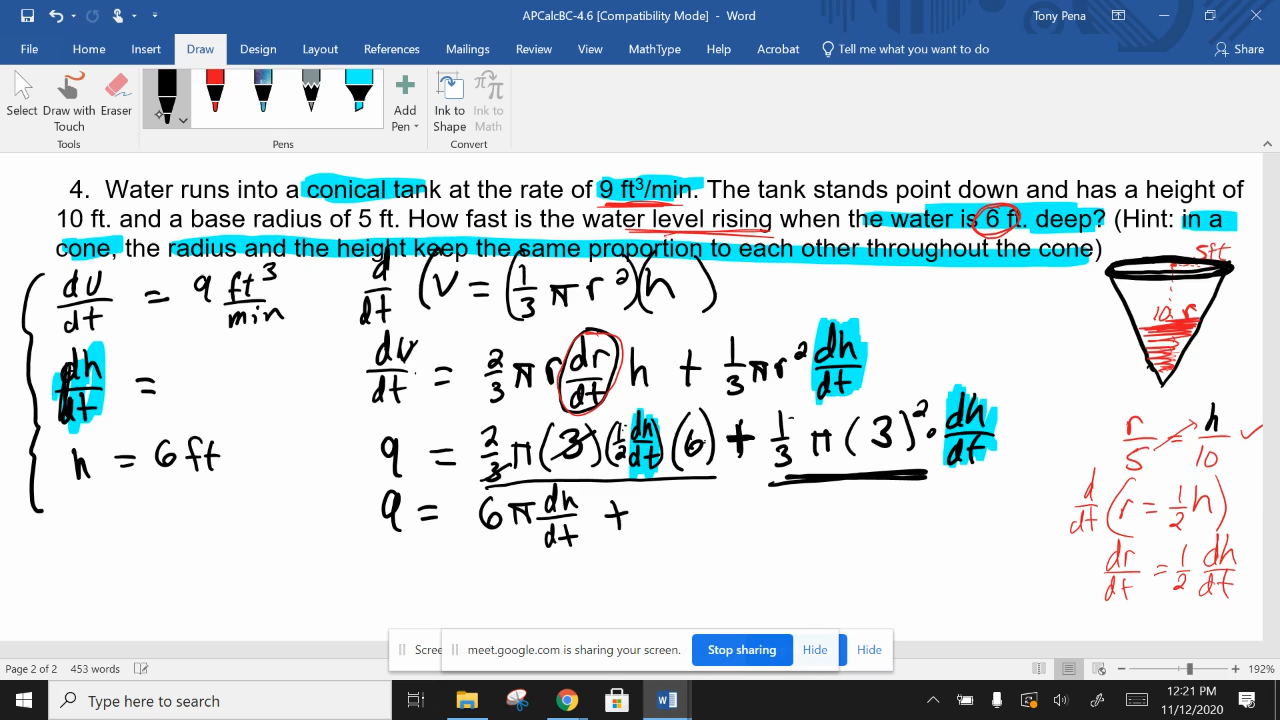 APCalcBC-4.6 [Compatibility Mode] - Word
Tony Pena
File Home Insert Draw Design Layout References Mailings Review View MathType Help Acrobat Tell me what you want to do Share
Select
Draw with Touch
Eraser
Add Pen
Ink to Shape
Ink to Math
Tools Pens Convert
4. Water runs into a conical tank at the rate of 9 ft³/min. The tank stands point down and has a height of
10 ft. and a base radius of 5 ft. How fast is the water level rising when the water is 6 ft. deep? (Hint: in a
cone, the radius and the height keep the same proportion to each other throughout the cone)
dv/dt = 9 ft³/min
dh/dt =
h = 6 ft
d/dt (V = (1/3 π r²)(h))
dv/dt = 2/3 π r dr/dt h + 1/3 π r² dh/dt
9 = 2/3 π (3)(1/2 dh/dt)(6) + 1/3 π (3)² · dh/dt
9 = 6π dh/dt +
5ft
10 r
r/5 = h/10 ✓
d/dt (r = 1/2 h)
dr/dt = 1/2 dh/dt
Scree
meet.google.com is sharing your screen. Stop sharing Hide Hide
Page 2 of 2 453 words 192%
Type here to search
12:21 PM
11/12/2020